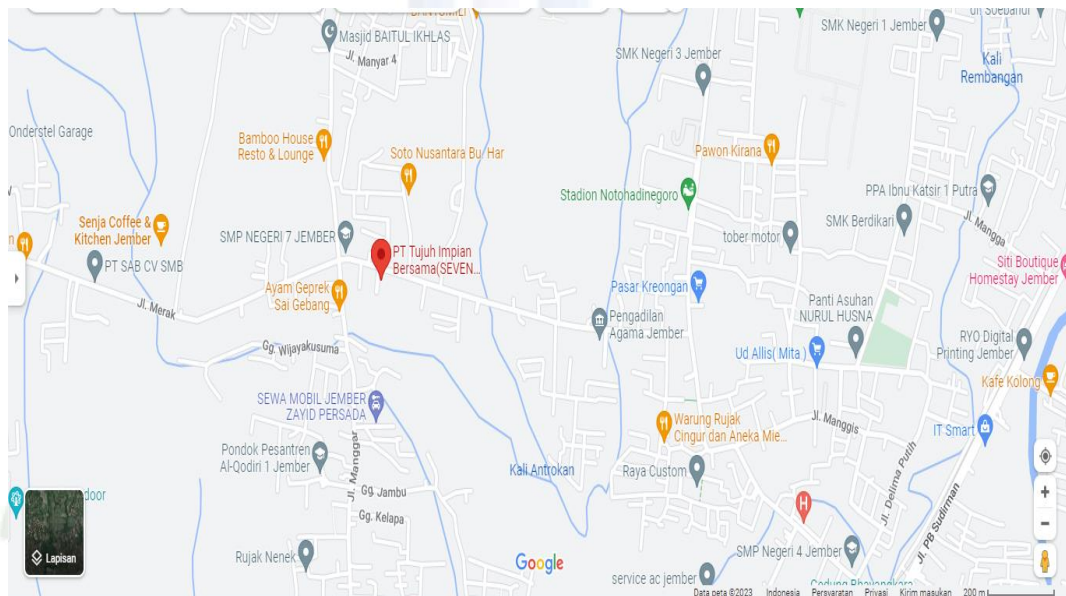 SMK Negeri 1 Jember
Masjid BAITUL IKHLAS
Jl. Manyar 4
SMK Negeri 3 Jember
Kali
Rembangan
Onderstel Garage
Bamboo House
Resto & Lounge
Soto Nusantara Bu Har
Pawon Kirana
Stadion Notohadinegoro
PPA Ibnu Katsir 1 Putra
SMK Berdikari
Jl. Mangga
Senja Coffee &
Kitchen Jember
SMP NEGERI 7 JEMBER
tober motor
PT Tujuh Impian
Bersama(SEVEN...
PT SAB CV SMB
Siti Boutique
Homestay Jember
Ayam Geprek
Sai Gebang
Pasar Kreongan
Jl. Merak
Panti Asuhan
NURUL HUSNA
Pengadilan
Agama Jember
RYO Digital
Printing Jember
Gg. Wijayakusuma
Ud Allis( Mita )
Kafe Kolong
SEWA MOBIL JEMBER
ZAYID PERSADA
Warung Rujak
Cingur dan Aneka Mie...
Jl. Manggis
IT Smart
Pondok Pesantren
Al-Qodiri 1 Jember
Jl. Manggar
Kali Antrokan
Raya Custom
Jl. Delima Putih
Gg. Jambu
door
H
Gg. Kelapa
Jl. PB Sudirman
Lapisan
Rujak Nenek
Google
SMP Negeri 4 Jember
service ac jember
Gedung Bhayangkara
Data peta ©2023 Indonesia Persyaratan Privasi Kirim masukan 200 m